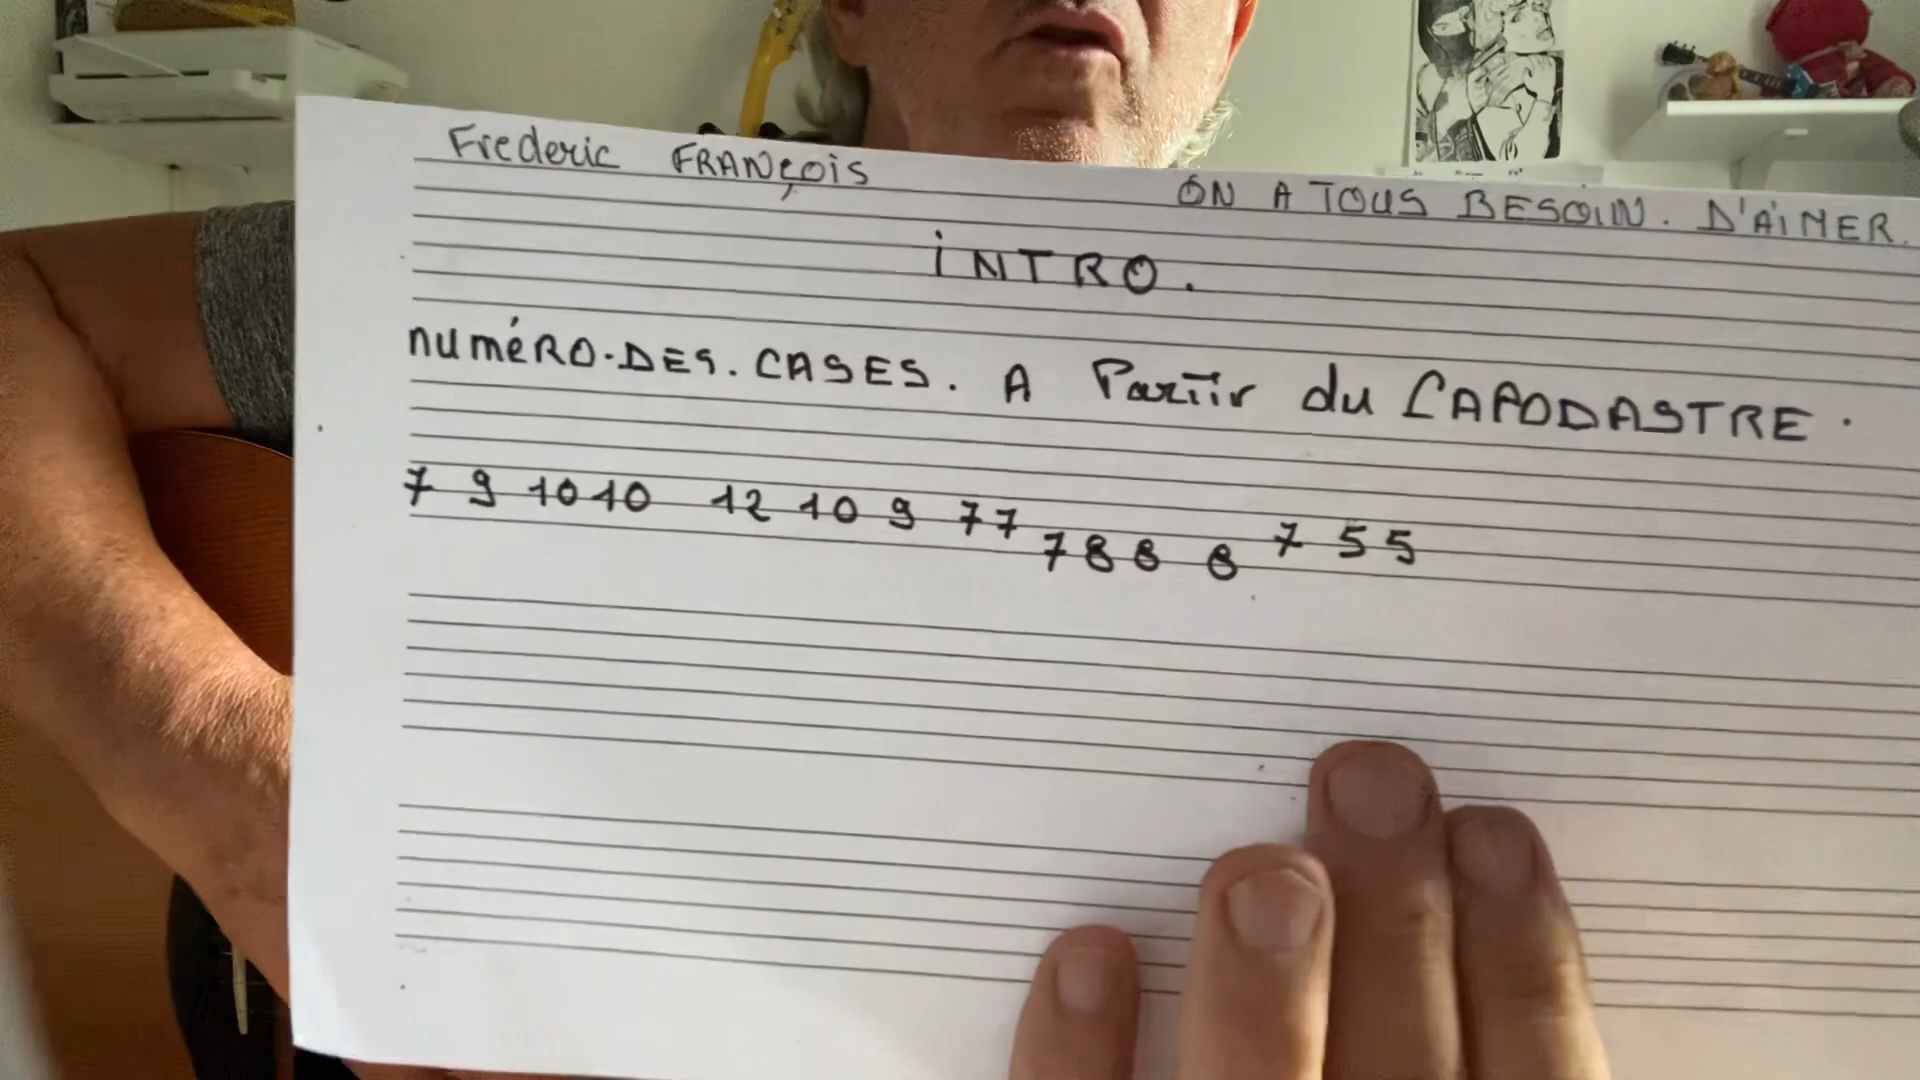 Frederic FRANÇOIS ON A TOUS BESOIN. D'AIMER.
INTRO.
numéRO.DES.CASES. A Partir du CAPODASTRE.
7 9 10 10 12 10 9 7 7 7 8 8 8 7 5 5